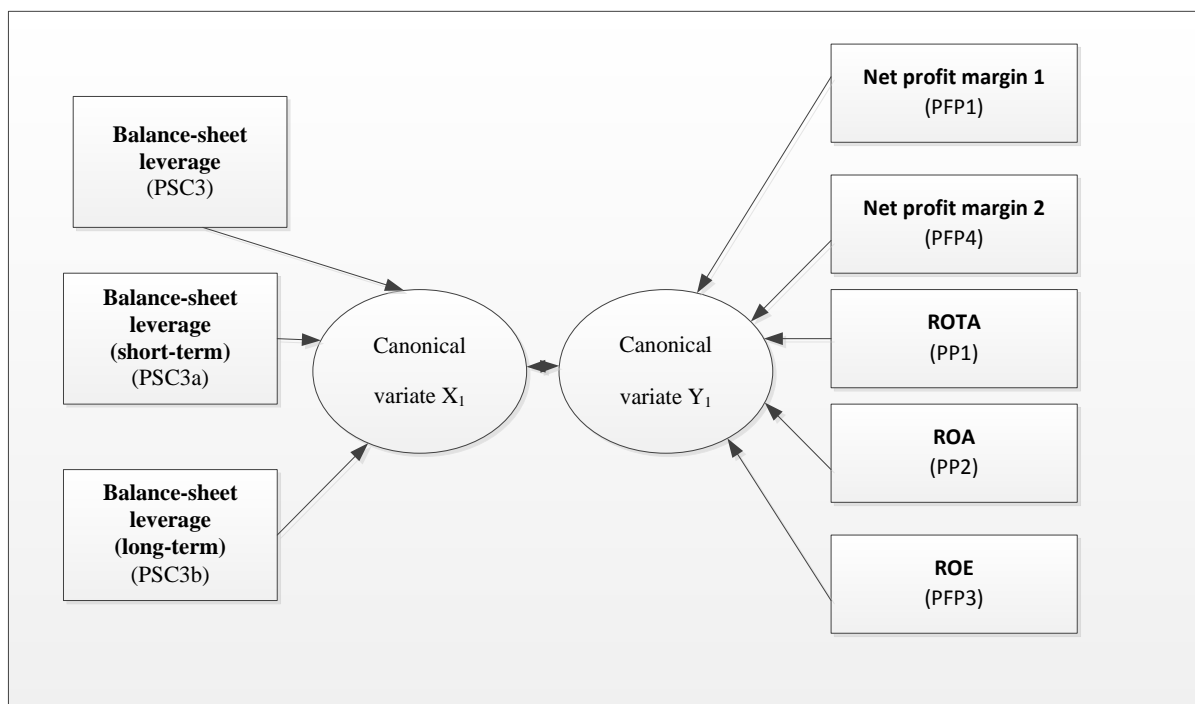 Balance-sheet
leverage
(PSC3)
Balance-sheet
leverage
(short-term)
(PSC3a)
Balance-sheet
leverage
(long-term)
(PSC3b)
Canonical
variate X₁
Canonical
variate Y₁
Net profit margin 1
(PFP1)
Net profit margin 2
(PFP4)
ROTA
(PP1)
ROA
(PP2)
ROE
(PFP3)